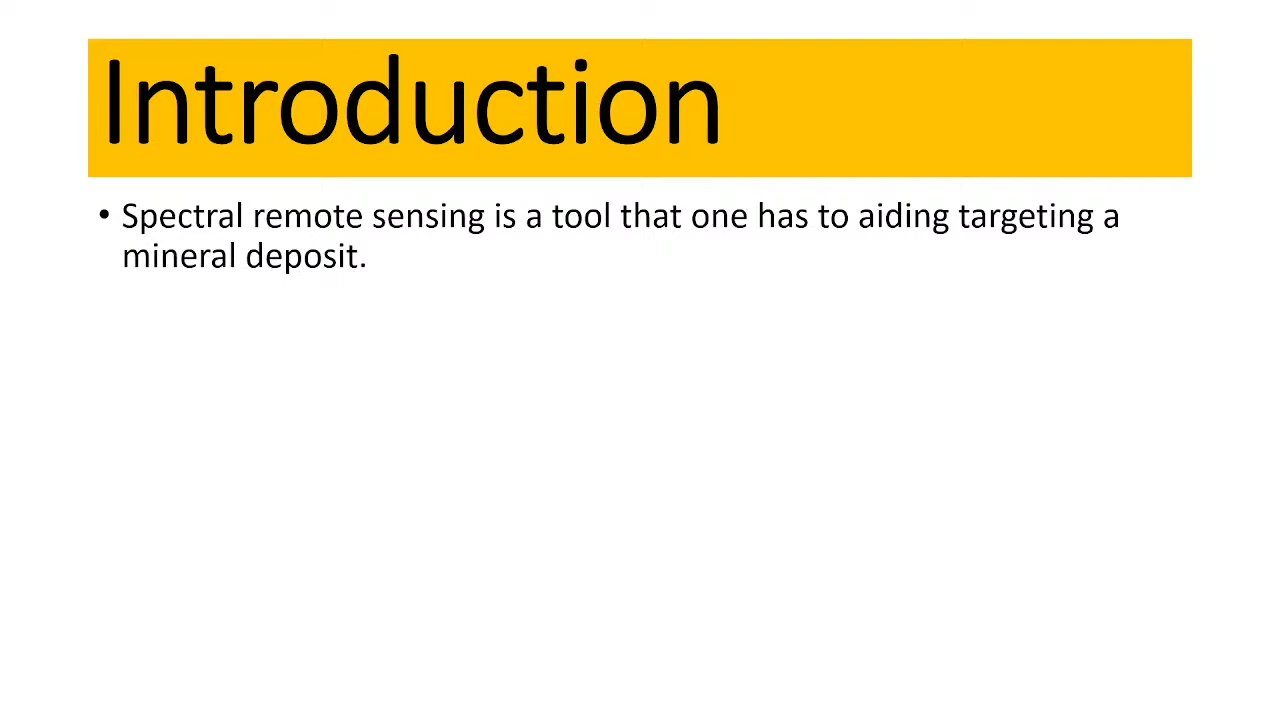 Introduction
• Spectral remote sensing is a tool that one has to aiding targeting a
mineral deposit.